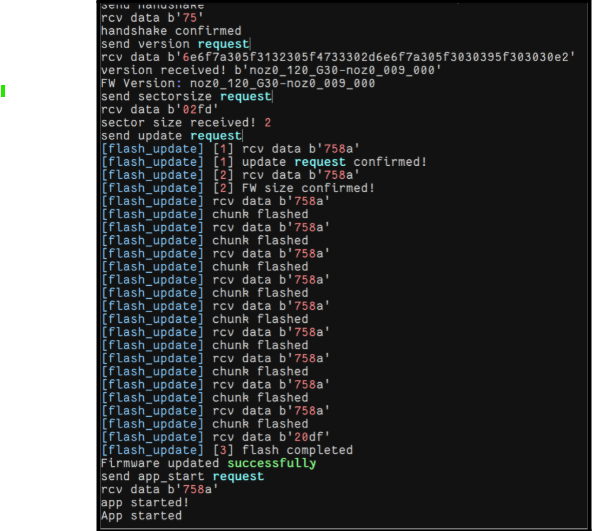 send handshake
rcv data b'75'
handshake confirmed
send version request
rcv data b'6e6f7a305f3132305f4733302d6e6f7a305f3030395f303030e2'
version received! b'noz0_120_G30-noz0_009_000'
FW Version: noz0_120_G30-noz0_009_000
send sectorsize request
rcv data b'02fd'
sector size received! 2
send update request
[flash_update] [1] rcv data b'758a'
[flash_update] [1] update request confirmed!
[flash_update] [2] rcv data b'758a'
[flash_update] [2] FW size confirmed!
[flash_update] rcv data b'758a'
[flash_update] chunk flashed
[flash_update] rcv data b'758a'
[flash_update] chunk flashed
[flash_update] rcv data b'758a'
[flash_update] chunk flashed
[flash_update] rcv data b'758a'
[flash_update] chunk flashed
[flash_update] rcv data b'758a'
[flash_update] chunk flashed
[flash_update] rcv data b'758a'
[flash_update] chunk flashed
[flash_update] rcv data b'758a'
[flash_update] chunk flashed
[flash_update] rcv data b'758a'
[flash_update] chunk flashed
[flash_update] rcv data b'758a'
[flash_update] chunk flashed
[flash_update] rcv data b'20df'
[flash_update] [3] flash completed
Firmware updated successfully
send app_start request
rcv data b'758a'
app started!
App started